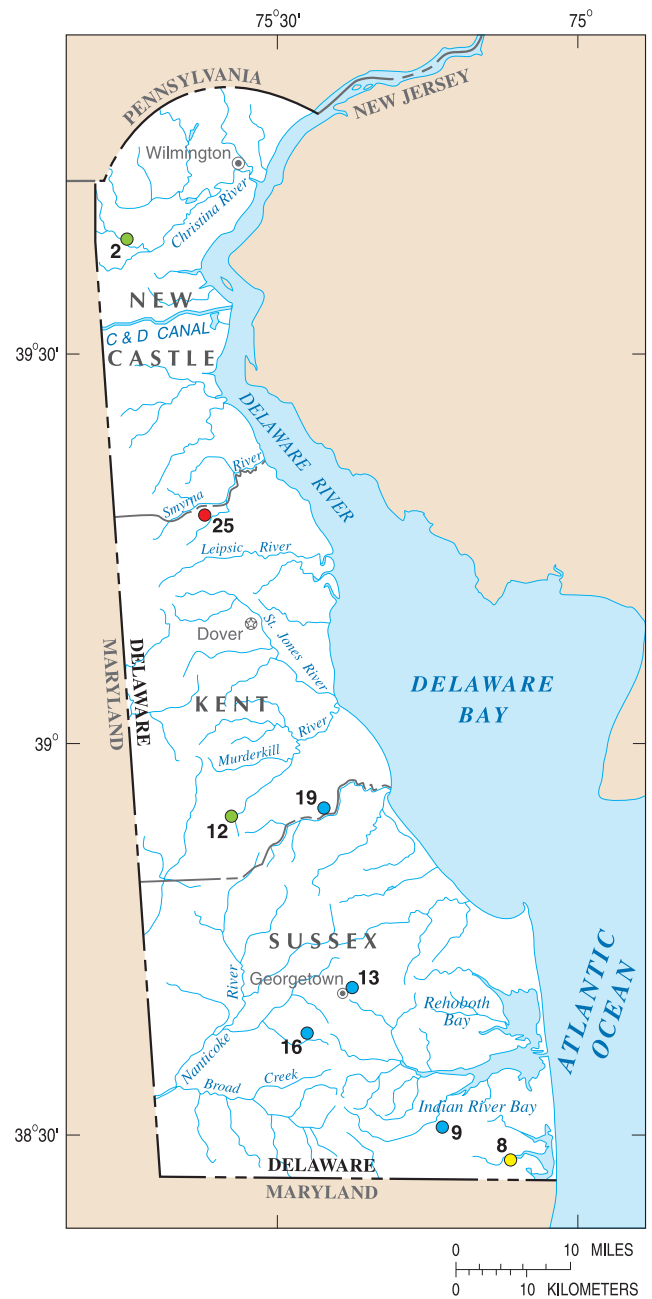 75°30'
75°
PENNSYLVANIA
NEW JERSEY
Wilmington
Christina River
2
NEW
C & D CANAL
39°30'
CASTLE
DELAWARE RIVER
Smyrna River
25
Leipsic River
Dover
St. Jones River
MARYLAND
DELAWARE
KENT
DELAWARE
BAY
39°
Murderkill River
19
12
SUSSEX
Georgetown
13
Nanticoke River
Rehoboth
Bay
ATLANTIC
OCEAN
16
Broad Creek
Indian River Bay
9
8
38°30'
DELAWARE
MARYLAND
0 10 MILES
0 10 KILOMETERS